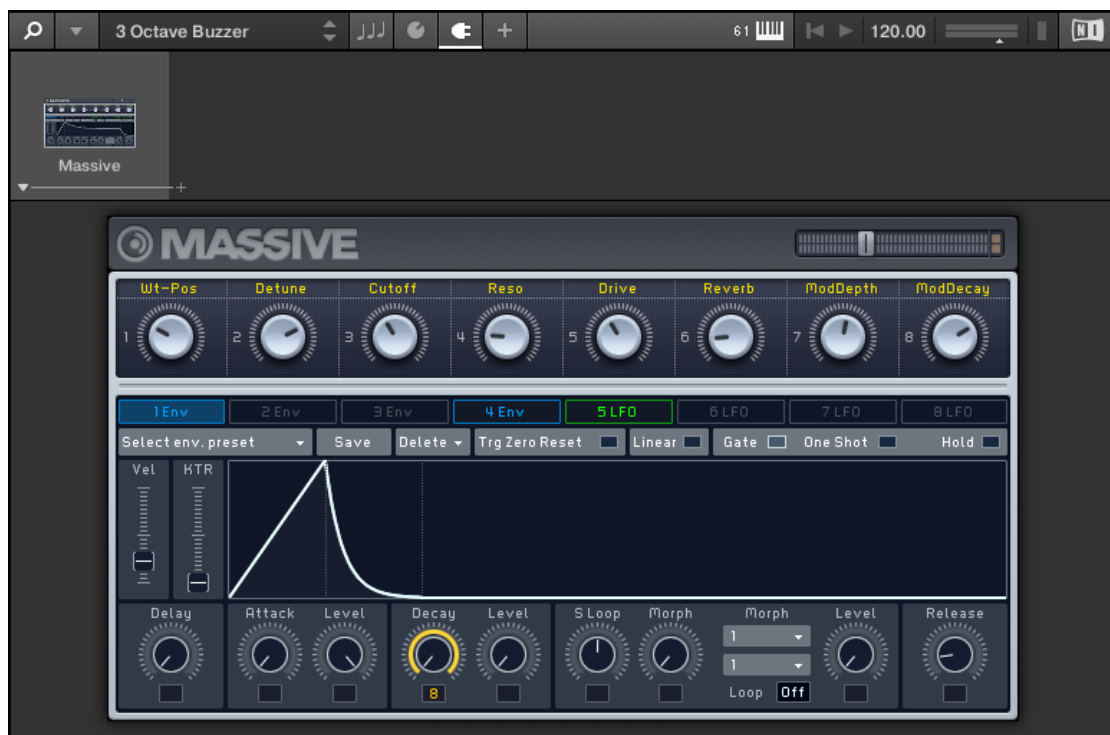 3 Octave Buzzer
61
120.00
NI
Massive
MASSIVE
Wt-Pos Detune Cutoff Reso Drive Reverb ModDepth ModDecay
1 2 3 4 5 6 7 8
1 Env 2 Env 3 Env 4 Env 5 LFO 6 LFO 7 LFO 8 LFO
Select env. preset Save Delete Trg Zero Reset Linear Gate One Shot Hold
Vel KTR
Delay Attack Level Decay Level S Loop Morph Morph Level Release
1
1
8 Loop Off